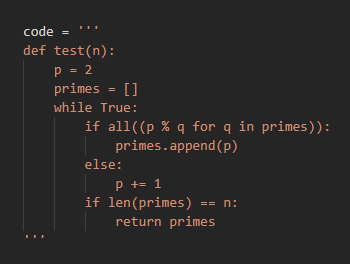 code = '''
def test(n):
    p = 2
    primes = []
    while True:
        if all((p % q for q in primes)):
            primes.append(p)
        else:
            p += 1
        if len(primes) == n:
            return primes
'''